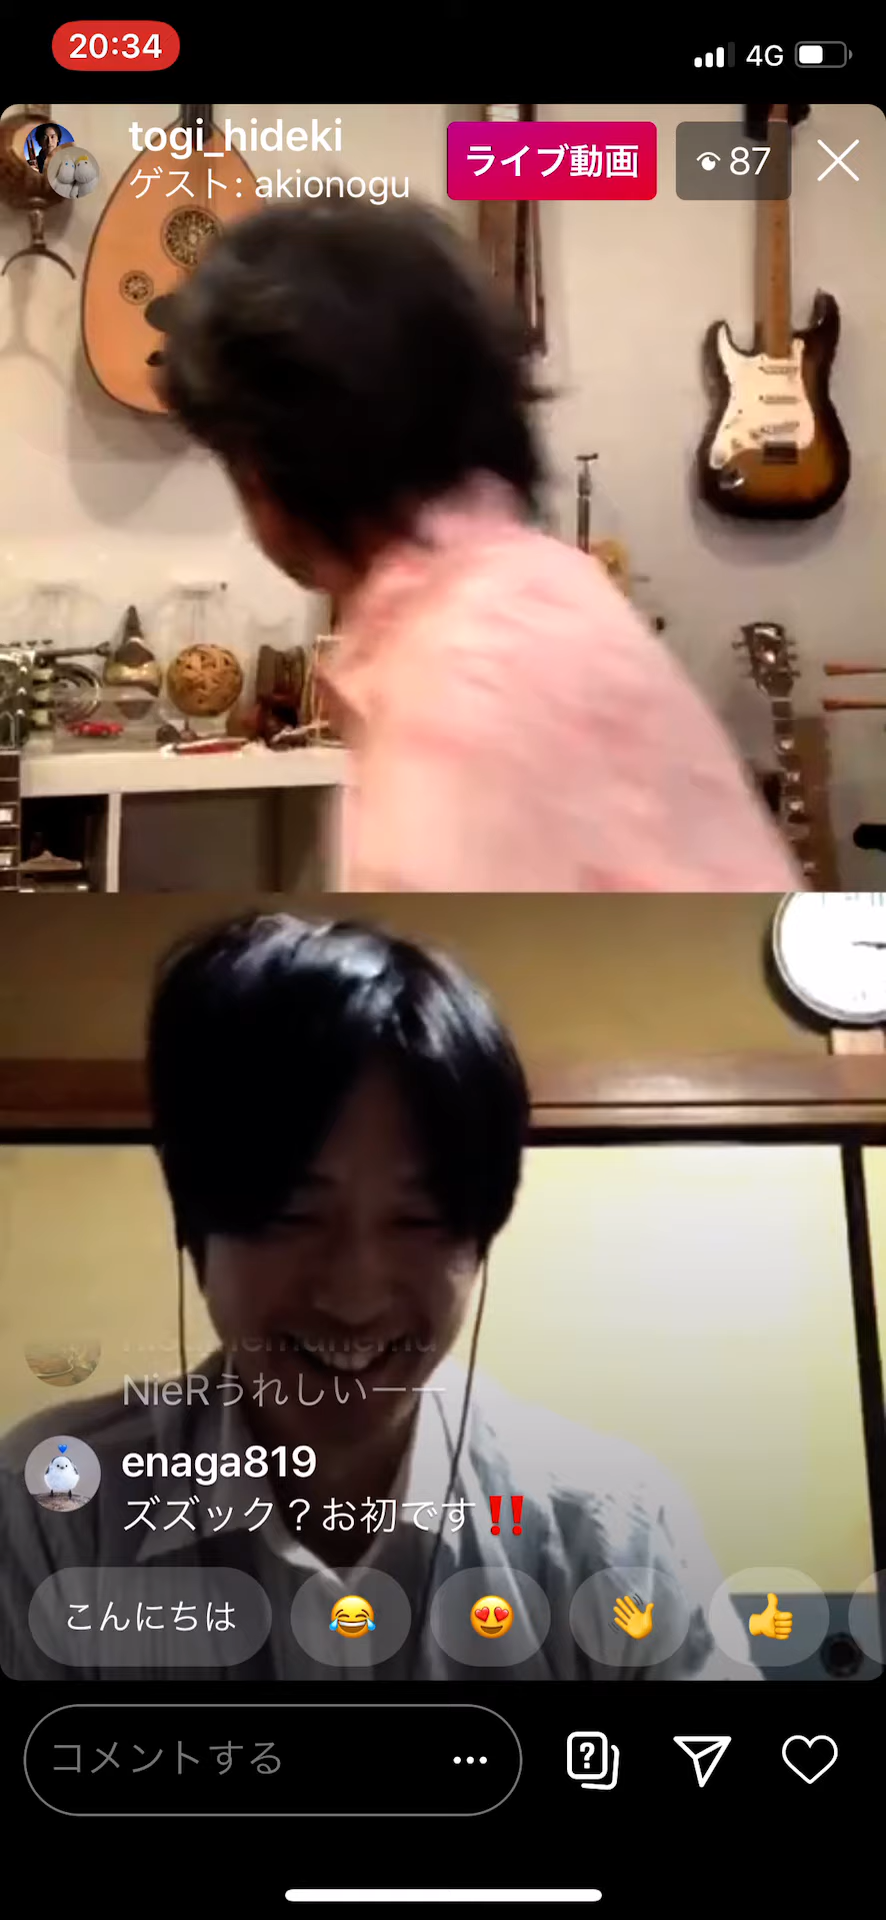 20:34
4G
togi_hideki
ゲスト: akionogu
ライブ動画
87
NieRうれしいーー
enaga819
ズズック？お初です‼️
こんにちは
😂 😍 👋 👍
コメントする